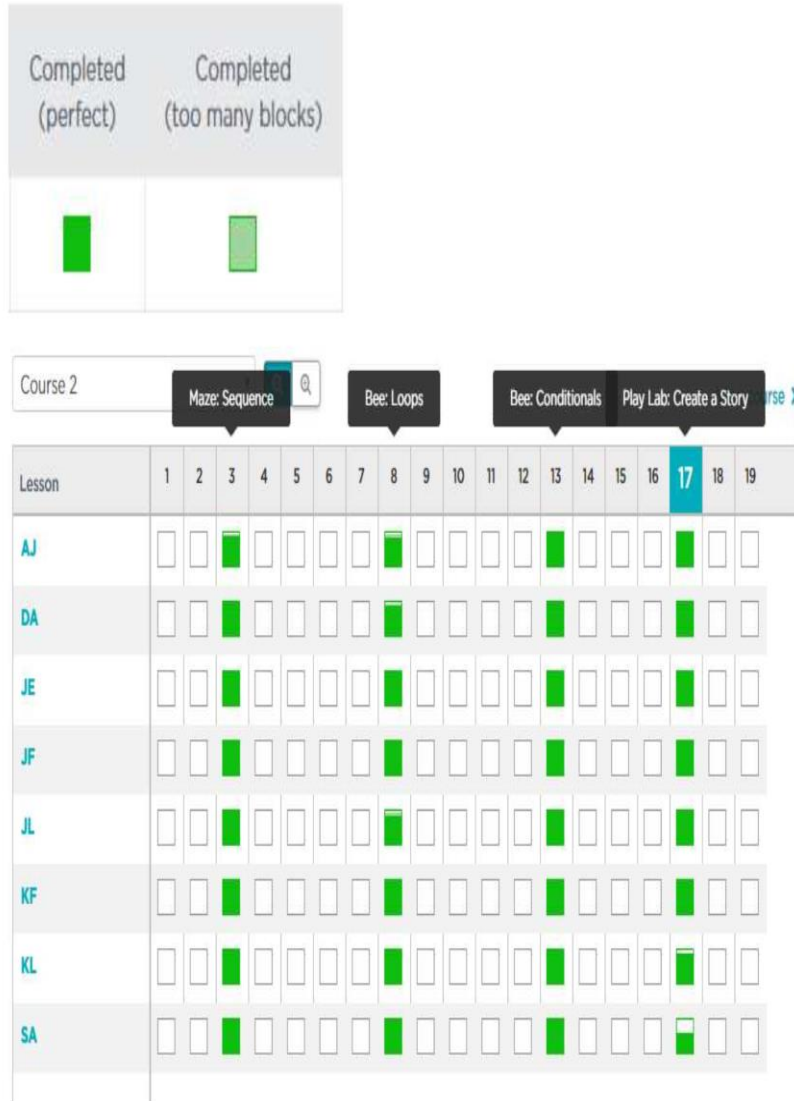 Completed
(perfect)
Completed
(too many blocks)
Course 2
Maze: Sequence
Bee: Loops
Bee: Conditionals
Play Lab: Create a Story
urse
Lesson 1 2 3 4 5 6 7 8 9 10 11 12 13 14 15 16 17 18 19
AJ
DA
JE
JF
JL
KF
KL
SA